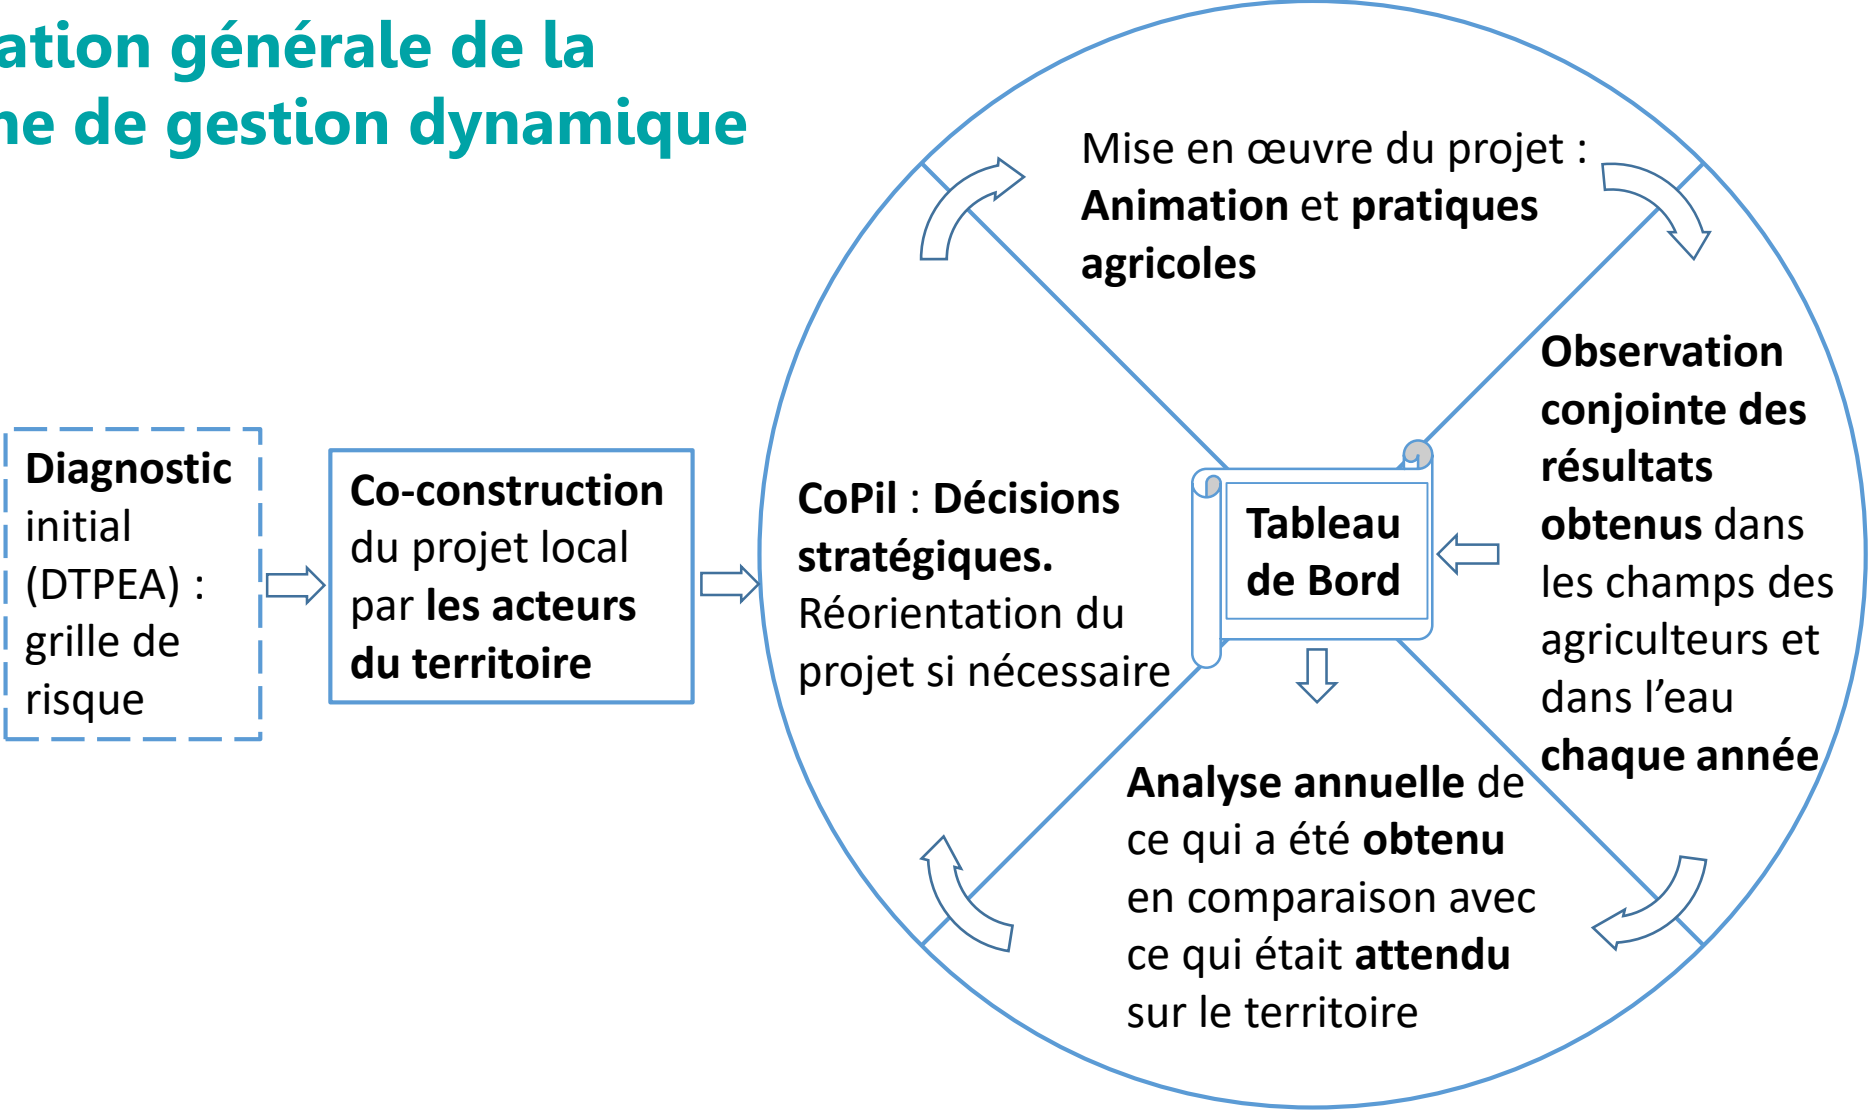 ation générale de la
ne de gestion dynamique
Diagnostic
initial
(DTPEA) :
grille de
risque
Co-construction
du projet local
par les acteurs
du territoire
CoPil : Décisions
stratégiques.
Réorientation du
projet si nécessaire
Mise en œuvre du projet :
Animation et pratiques
agricoles
Observation
conjointe des
résultats
obtenus dans
les champs des
agriculteurs et
dans l’eau
chaque année
Tableau
de Bord
Analyse annuelle de
ce qui a été obtenu
en comparaison avec
ce qui était attendu
sur le territoire